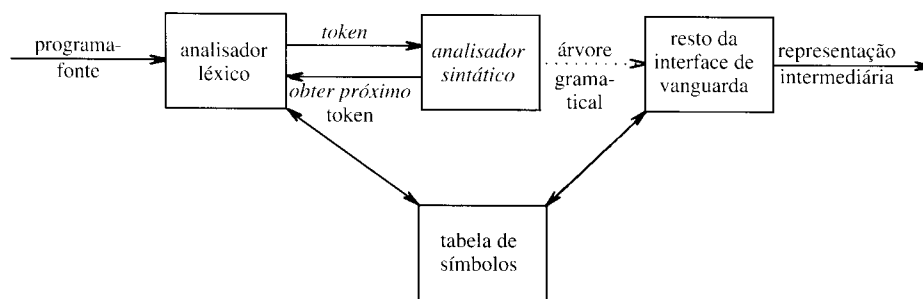 programa-
fonte
analisador
léxico
token
obter próximo
token
analisador
sintático
árvore
grama-
tical
resto da
interface de
vanguarda
representação
intermediária
tabela de
símbolos